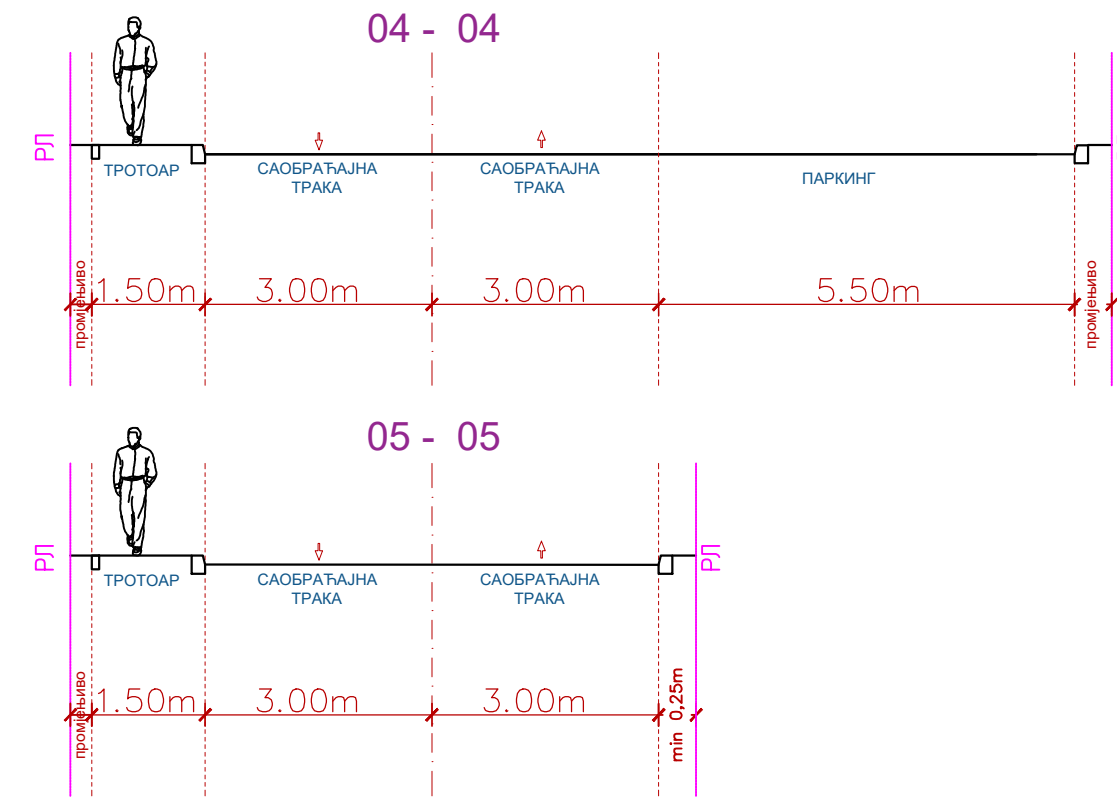 04 - 04
РЛ
ТРОТОАР
САОБРАЋАЈНА
ТРАКА
САОБРАЋАЈНА
ТРАКА
ПАРКИНГ
промјењиво
1.50m
3.00m
3.00m
5.50m
промјењиво
05 - 05
РЛ
РЛ
ТРОТОАР
САОБРАЋАЈНА
ТРАКА
САОБРАЋАЈНА
ТРАКА
промјењиво
1.50m
3.00m
3.00m
min 0,25m